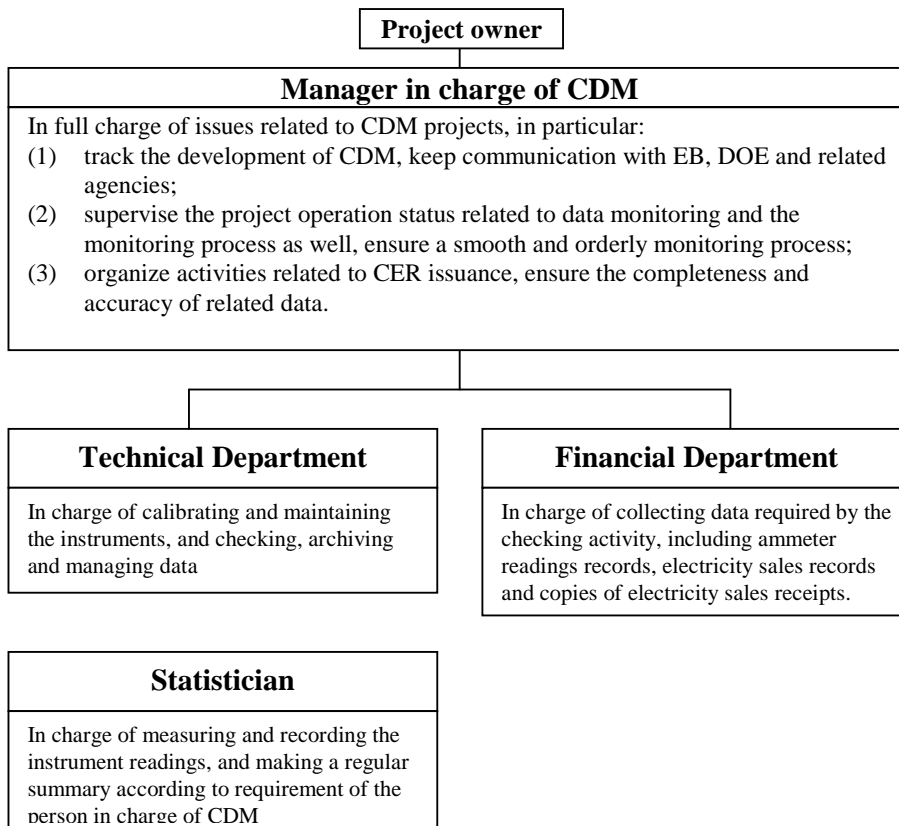 Project owner
Manager in charge of CDM
In full charge of issues related to CDM projects, in particular:
(1) track the development of CDM, keep communication with EB, DOE and related
agencies;
(2) supervise the project operation status related to data monitoring and the
monitoring process as well, ensure a smooth and orderly monitoring process;
(3) organize activities related to CER issuance, ensure the completeness and
accuracy of related data.
Technical Department
In charge of calibrating and maintaining
the instruments, and checking, archiving
and managing data
Financial Department
In charge of collecting data required by the
checking activity, including ammeter
readings records, electricity sales records
and copies of electricity sales receipts.
Statistician
In charge of measuring and recording the
instrument readings, and making a regular
summary according to requirement of the
person in charge of CDM